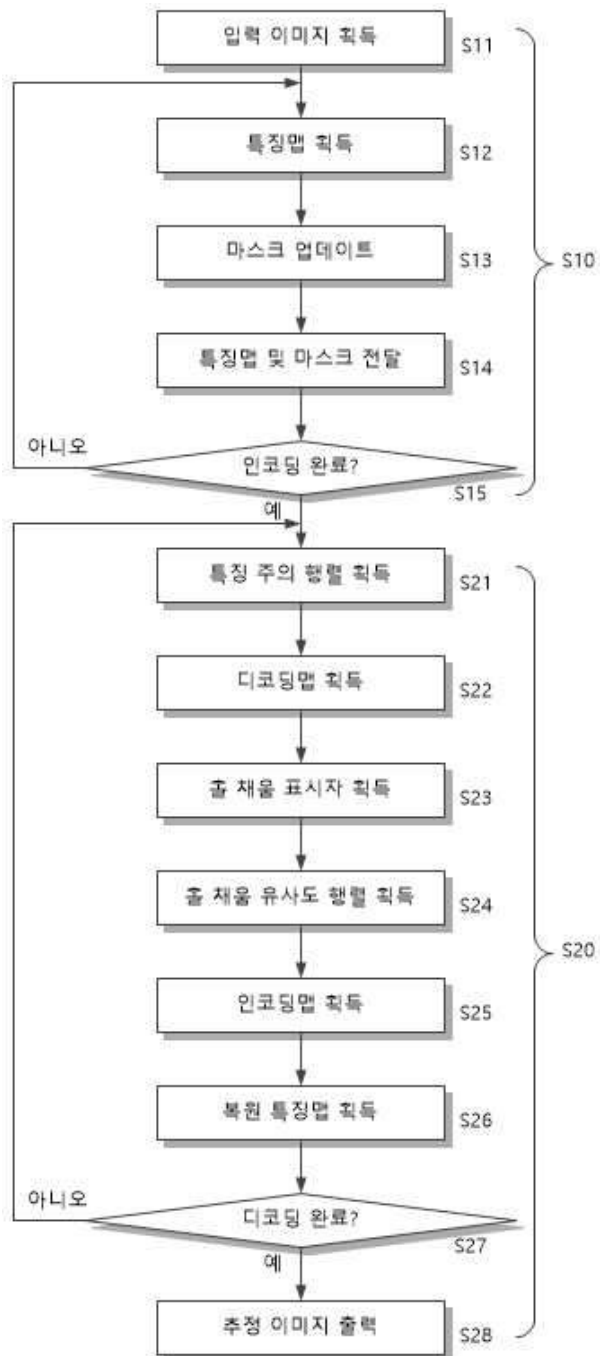 입력 이미지 획득
S11
특징맵 획득
S12
마스크 업데이트
S13
S10
특징맵 및 마스크 전달
S14
아니오
인코딩 완료?
S15
예
특징 주의 행렬 획득
S21
디코딩맵 획득
S22
홀 채움 표시자 획득
S23
홀 채움 유사도 행렬 획득
S24
S20
인코딩맵 획득
S25
복원 특징맵 획득
S26
아니오
디코딩 완료?
S27
예
추정 이미지 출력
S28